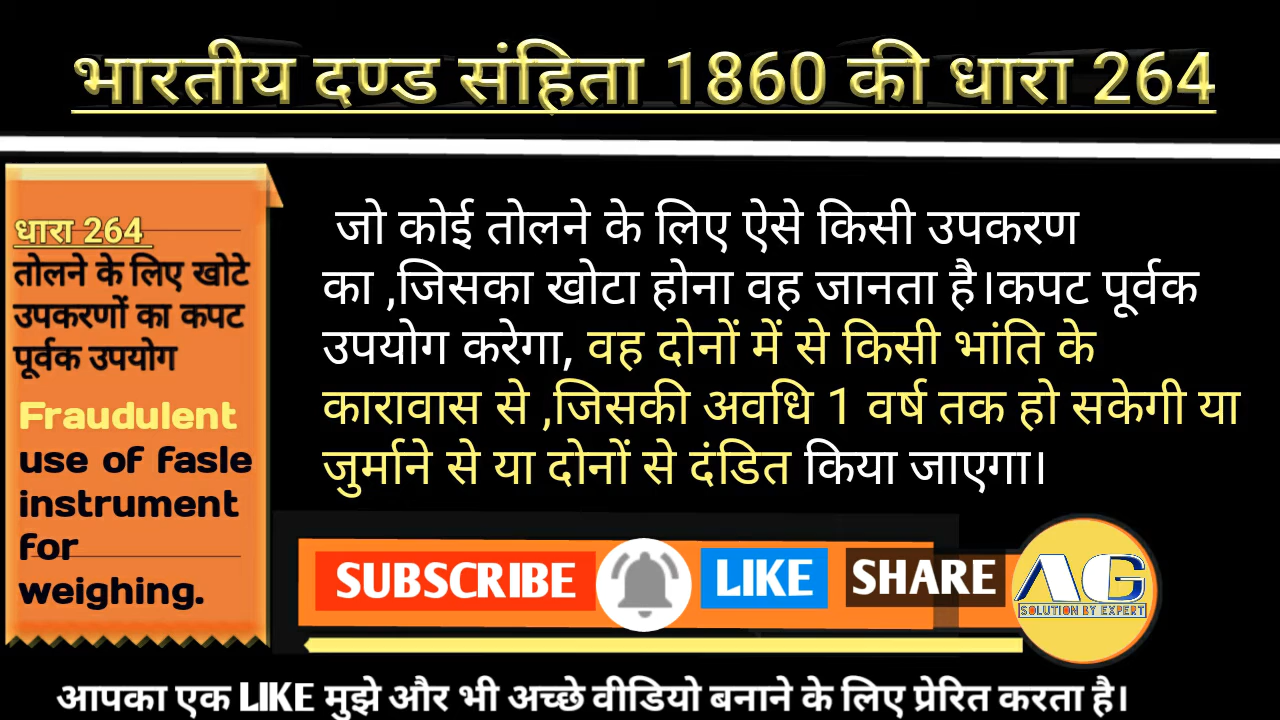 भारतीय दण्ड संहिता 1860 की धारा 264
धारा 264
तोलने के लिए खोटे
उपकरणों का कपट
पूर्वक उपयोग
Fraudulent
use of fasle
instrument
for
weighing.
जो कोई तोलने के लिए ऐसे किसी उपकरण
का ,जिसका खोटा होना वह जानता है।कपट पूर्वक
उपयोग करेगा, वह दोनों में से किसी भांति के
कारावास से ,जिसकी अवधि 1 वर्ष तक हो सकेगी या
जुर्माने से या दोनों से दंडित किया जाएगा।
SUBSCRIBE
LIKE
SHARE
AG
SOLUTION BY EXPERT
आपका एक LIKE मुझे और भी अच्छे वीडियो बनाने के लिए प्रेरित करता है।